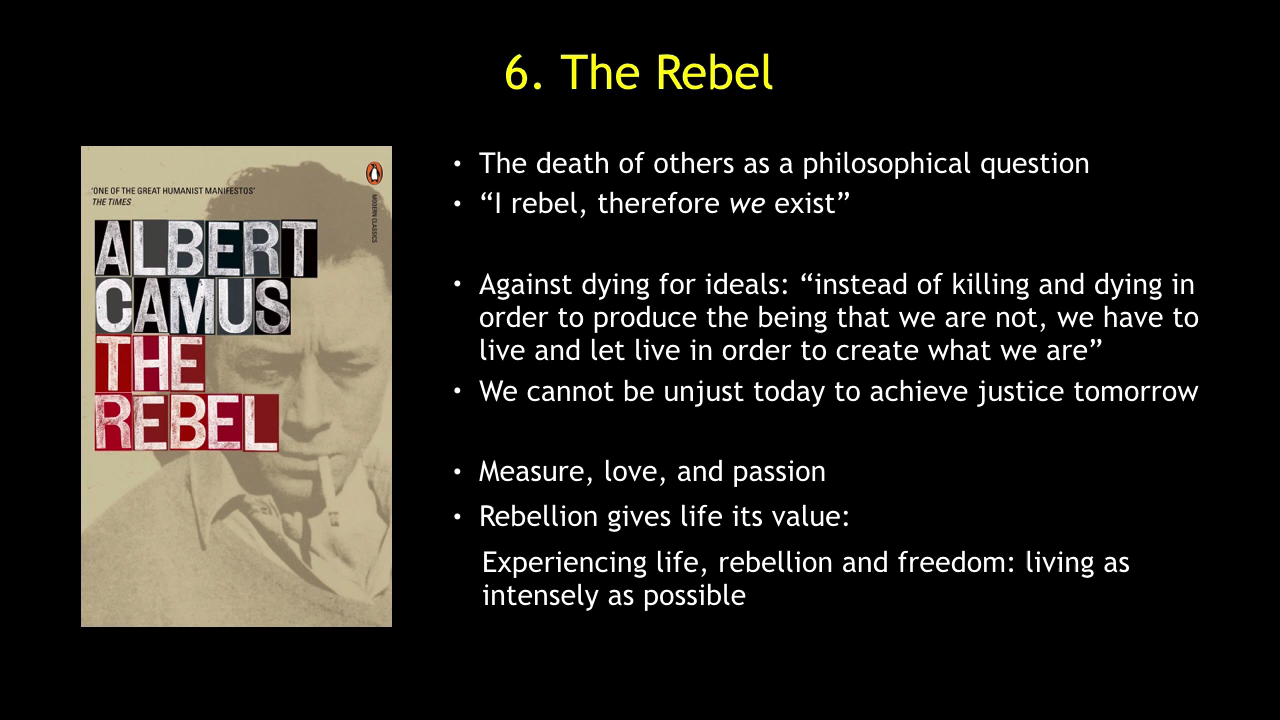 6. The Rebel
'ONE OF THE GREAT HUMANIST MANIFESTOS'
THE TIMES
MODERN CLASSICS
ALBERT
CAMUS
THE
REBEL
• The death of others as a philosophical question
• “I rebel, therefore we exist”
• Against dying for ideals: “instead of killing and dying in
order to produce the being that we are not, we have to
live and let live in order to create what we are”
• We cannot be unjust today to achieve justice tomorrow
• Measure, love, and passion
• Rebellion gives life its value:
Experiencing life, rebellion and freedom: living as
intensely as possible